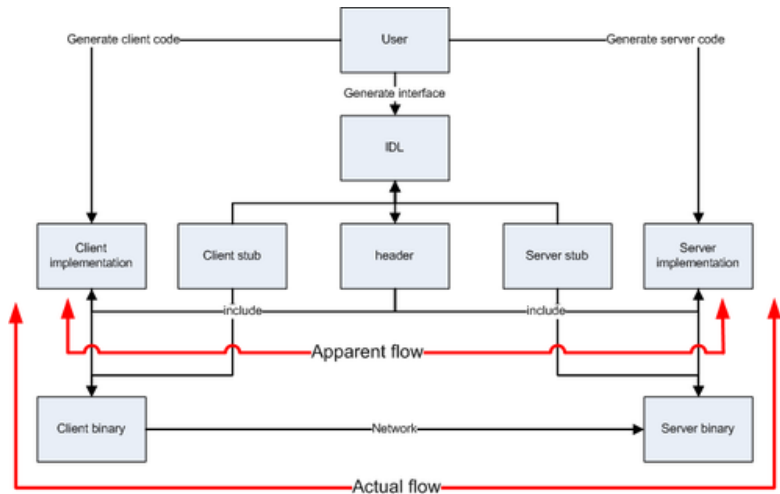 User
Generate client code
Generate server code
Generate interface
IDL
Client
implementation
Client stub
header
Server stub
Server
implementation
include
include
Apparent flow
Client binary
Network
Server binary
Actual flow